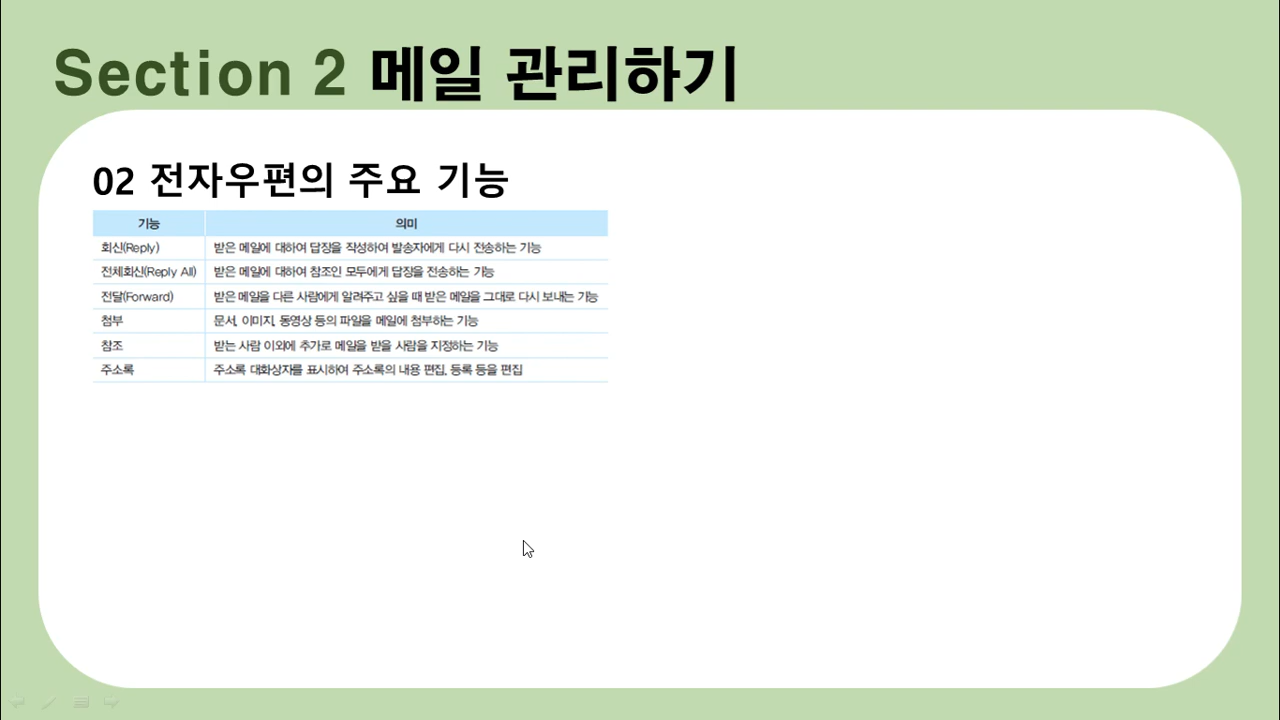 Section 2 메일 관리하기
02 전자우편의 주요 기능
기능 의미
회신(Reply) 받은 메일에 대하여 답장을 작성하여 발송자에게 다시 전송하는 기능
전체회신(Reply All) 받은 메일에 대하여 참조인 모두에게 답장을 전송하는 기능
전달(Forward) 받은 메일을 다른 사람에게 알려주고 싶을 때 받은 메일을 그대로 다시 보내는 기능
첨부 문서, 이미지, 동영상 등의 파일을 메일에 첨부하는 기능
참조 받는 사람 이외에 추가로 메일을 받을 사람을 지정하는 기능
주소록 주소록 대화상자를 표시하여 주소록의 내용 편집, 등록 등을 편집